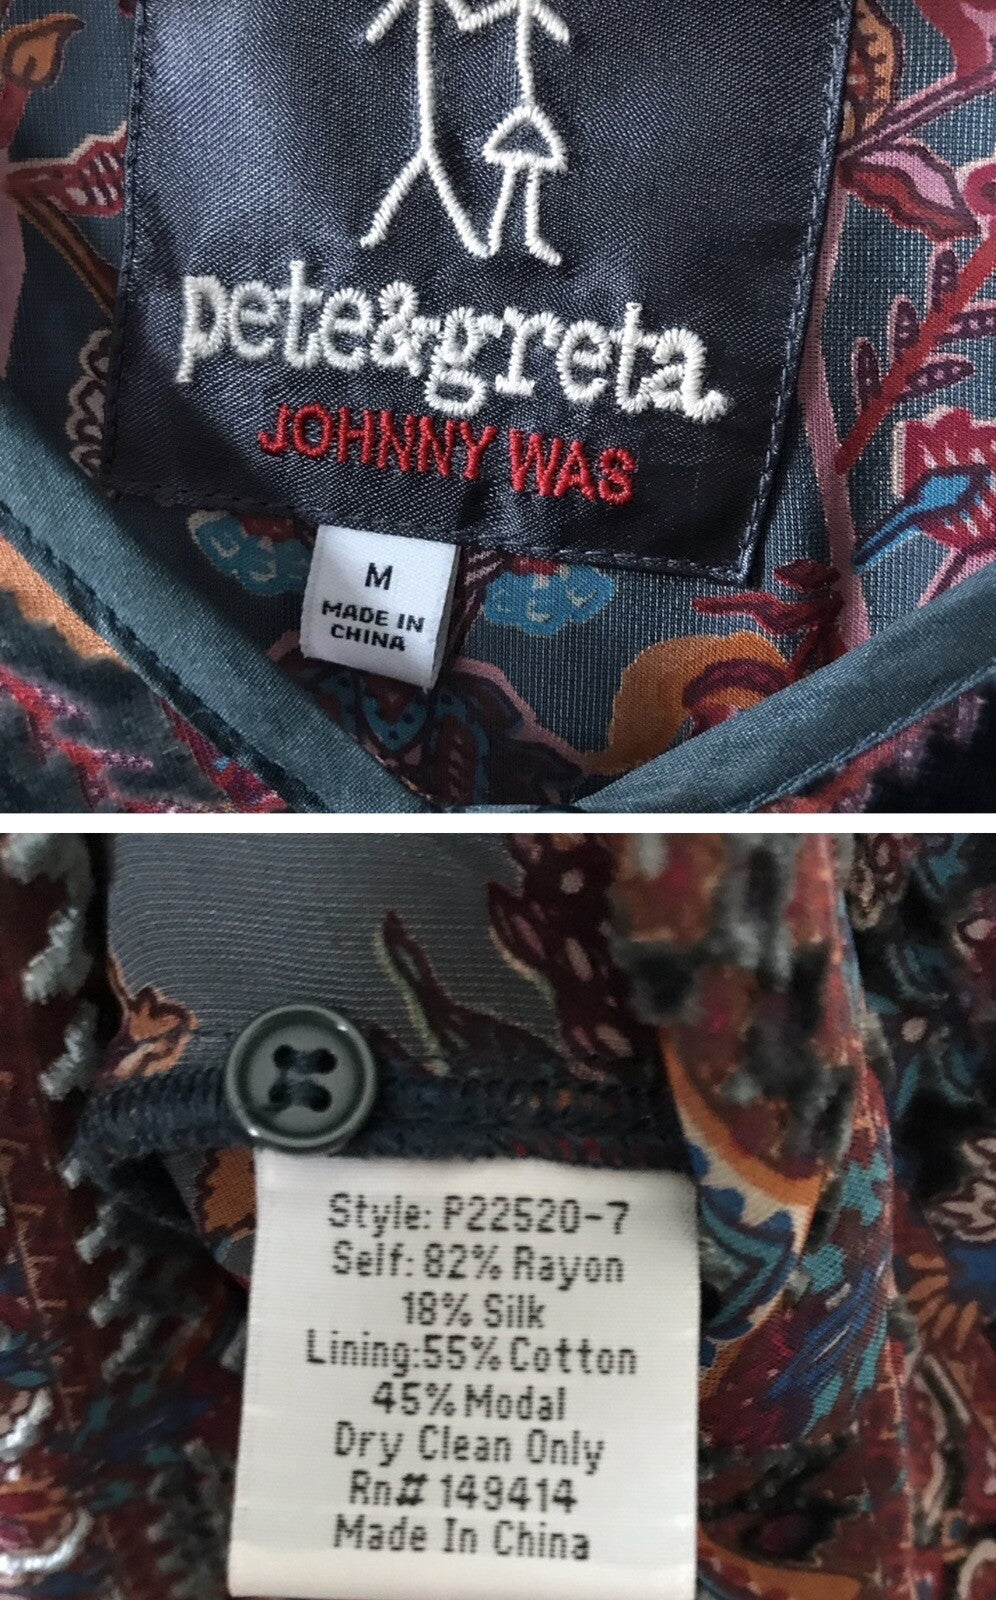 pete&greta
JOHNNY WAS
M
MADE IN
CHINA
Style: P22520-7
Self: 82% Rayon
18% Silk
Lining:55% Cotton
45% Modal
Dry Clean Only
Rn# 149414
Made In China